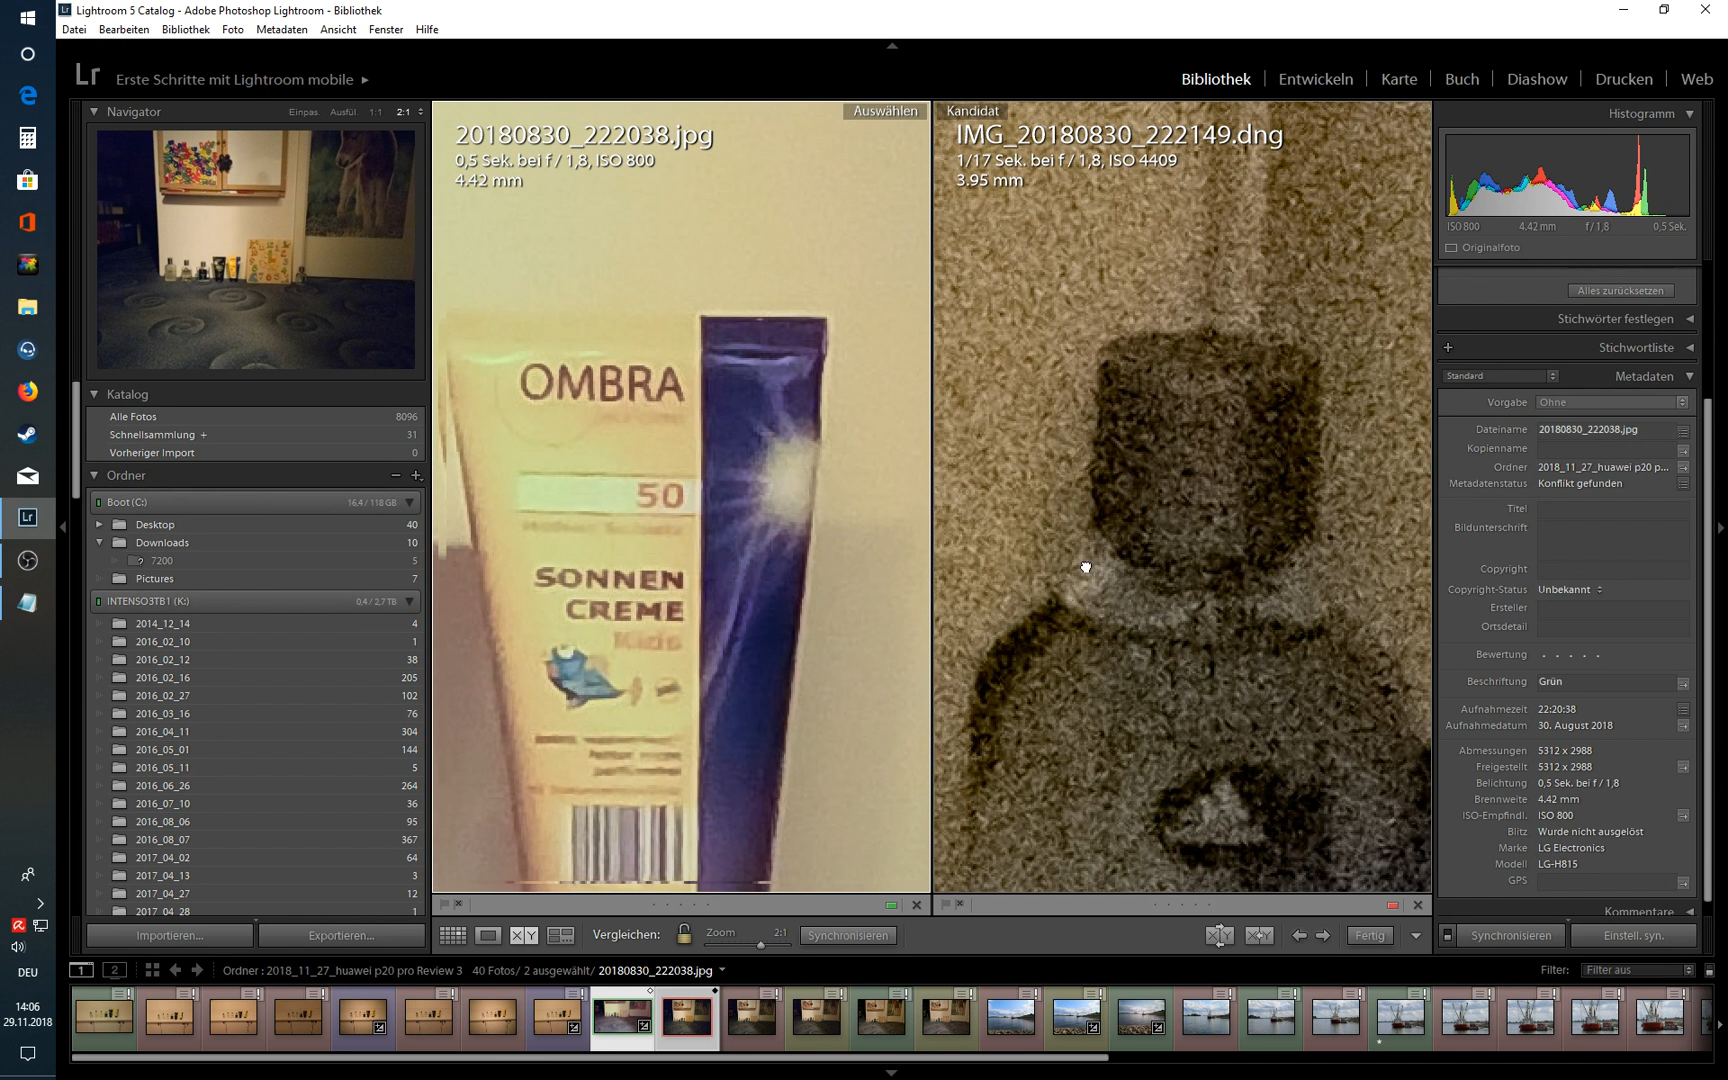 Lightroom 5 Catalog - Adobe Photoshop Lightroom - Bibliothek
Datei Bearbeiten Bibliothek Foto Metadaten Ansicht Fenster Hilfe
Lr Erste Schritte mit Lightroom mobile
Bibliothek Entwickeln Karte Buch Diashow Drucken Web
Navigator Einpas. Ausfül. 1:1 2:1
Katalog
Alle Fotos 8096
Schnellsammlung + 31
Vorheriger Import 0
Ordner
Boot (C:) 16,4 / 118 GB
Desktop 40
Downloads 10
7200 5
Pictures 7
INTENSO3TB1 (K:) 0,4 / 2,7 TB
2014_12_14 4
2016_02_10 1
2016_02_12 38
2016_02_16 205
2016_02_27 102
2016_03_16 76
2016_04_11 304
2016_05_01 144
2016_05_11 5
2016_06_26 264
2016_07_10 36
2016_08_06 95
2016_08_07 367
2017_04_02 64
2017_04_13 3
2017_04_27 12
2017_04_28 1
Importieren... Exportieren...
Auswählen
20180830_222038.jpg
0,5 Sek. bei f / 1,8, ISO 800
4.42 mm
OMBRA
50
SONNEN
CREME
Kids
Kandidat
IMG_20180830_222149.dng
1/17 Sek. bei f / 1,8, ISO 4409
3.95 mm
Vergleichen: Zoom 2:1 Synchronisieren Fertig
Histogramm
ISO 800 4.42 mm f / 1,8 0,5 Sek.
Originalfoto
Alles zurücksetzen
Stichwörter festlegen
Stichwortliste
Standard Metadaten
Vorgabe Ohne
Dateiname 20180830_222038.jpg
Kopienname
Ordner 2018_11_27_huawei p20 p...
Metadatenstatus Konflikt gefunden
Titel
Bildunterschrift
Copyright
Copyright-Status Unbekannt
Ersteller
Ortsdetail
Bewertung
Beschriftung Grün
Aufnahmezeit 22:20:38
Aufnahmedatum 30. August 2018
Abmessungen 5312 x 2988
Freigestellt 5312 x 2988
Belichtung 0,5 Sek. bei f / 1,8
Brennweite 4.42 mm
ISO-Empfindl. ISO 800
Blitz Wurde nicht ausgelöst
Marke LG Electronics
Modell LG-H815
GPS
Kommentare
Synchronisieren Einstell. syn.
1 2 Ordner : 2018_11_27_huawei p20 pro Review 3 40 Fotos/ 2 ausgewählt/ 20180830_222038.jpg Filter: Filter aus
DEU
14:06
29.11.2018